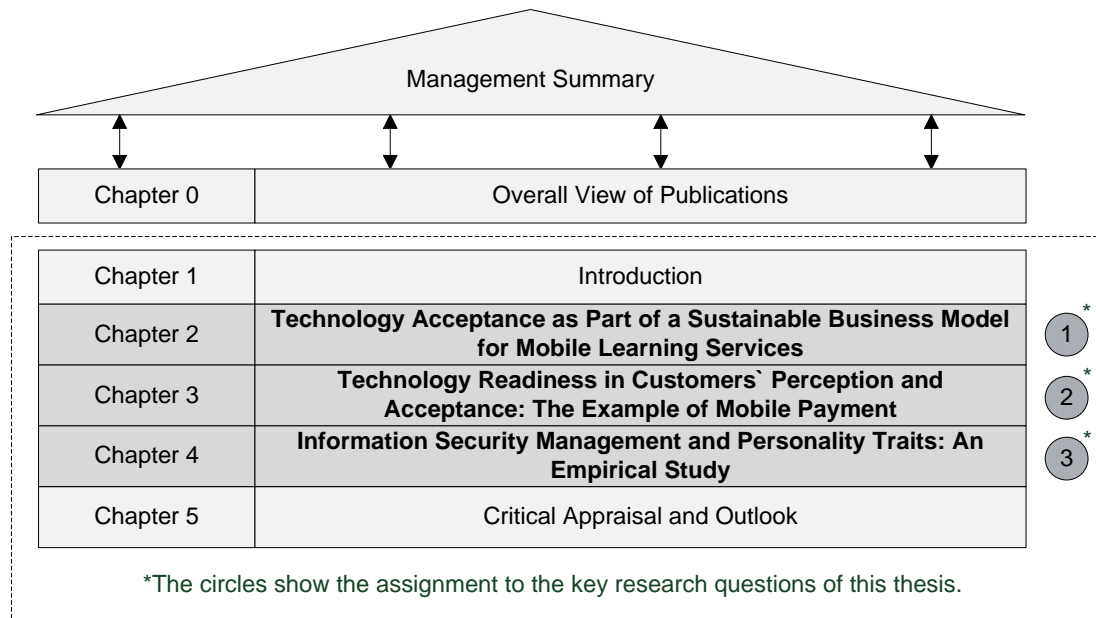 Management Summary
Chapter 0
Overall View of Publications
Chapter 1
Introduction
Chapter 2
Technology Acceptance as Part of a Sustainable Business Model
for Mobile Learning Services
1
*
Chapter 3
Technology Readiness in Customers` Perception and
Acceptance: The Example of Mobile Payment
2
*
Chapter 4
Information Security Management and Personality Traits: An
Empirical Study
3
*
Chapter 5
Critical Appraisal and Outlook
*The circles show the assignment to the key research questions of this thesis.